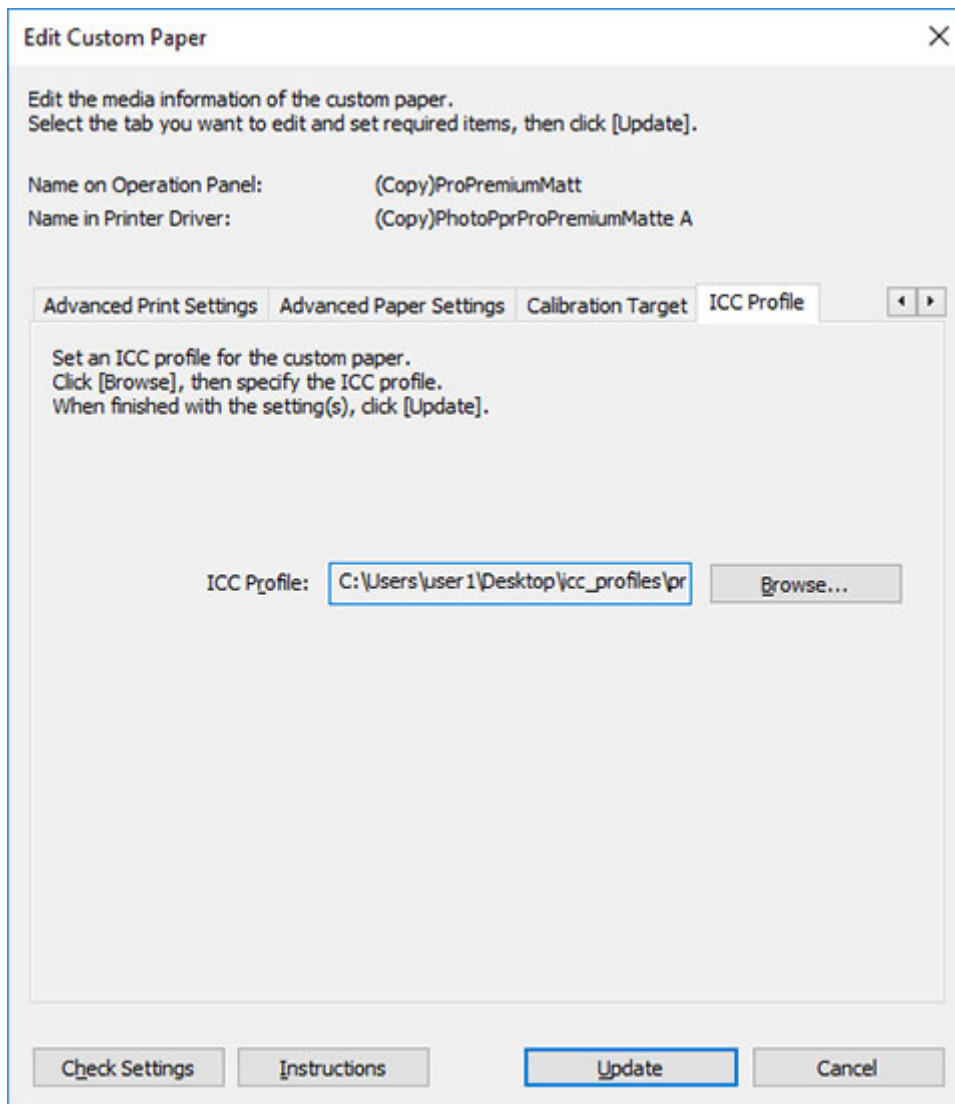 Edit Custom Paper
Edit the media information of the custom paper.
Select the tab you want to edit and set required items, then click [Update].
Name on Operation Panel: (Copy)ProPremiumMatt
Name in Printer Driver: (Copy)PhotoPprProPremiumMatte A
Advanced Print Settings Advanced Paper Settings Calibration Target ICC Profile
Set an ICC profile for the custom paper.
Click [Browse], then specify the ICC profile.
When finished with the setting(s), click [Update].
ICC Profile: C:\Users\user1\Desktop\icc_profiles\pr Browse...
Check Settings Instructions Update Cancel